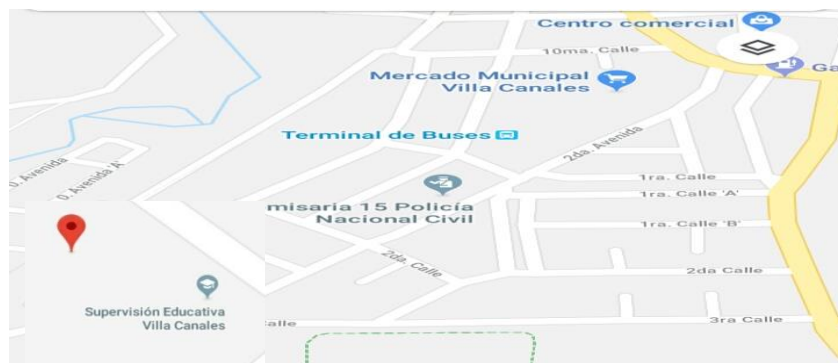 Centro comercial
10ma. Calle
Ga
Mercado Municipal
Villa Canales
Terminal de Buses
2da. Avenida
0. Avenida
0. Avenida 'A'
1ra. Calle
misaria 15 Policía
Nacional Civil
1ra. Calle 'A'
1ra. Calle 'B'
2da. Calle
2da Calle
Supervisión Educativa
Villa Canales
alle
3ra Calle